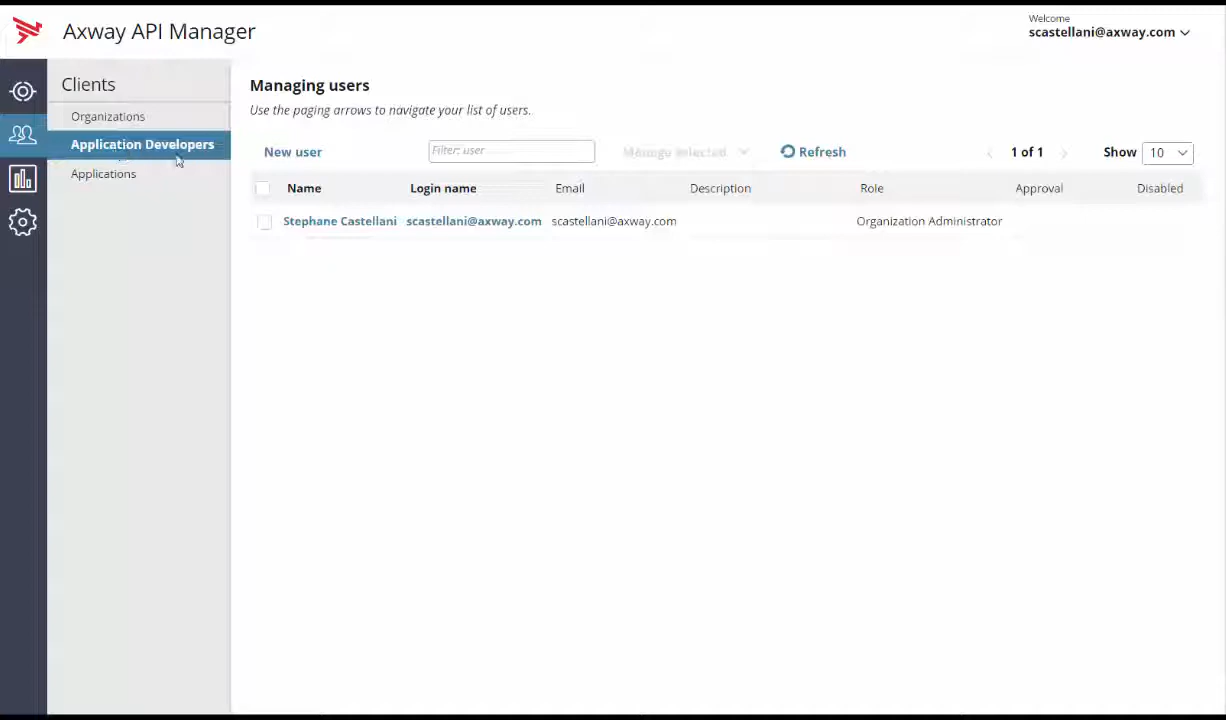 Axway API Manager
Welcome
scastellani@axway.com
Clients
Organizations
Application Developers
Applications
Managing users
Use the paging arrows to navigate your list of users.
New user
Filter: user
Manage selected
Refresh
1 of 1
Show 10
Name Login name Email Description Role Approval Disabled
Stephane Castellani scastellani@axway.com scastellani@axway.com Organization Administrator